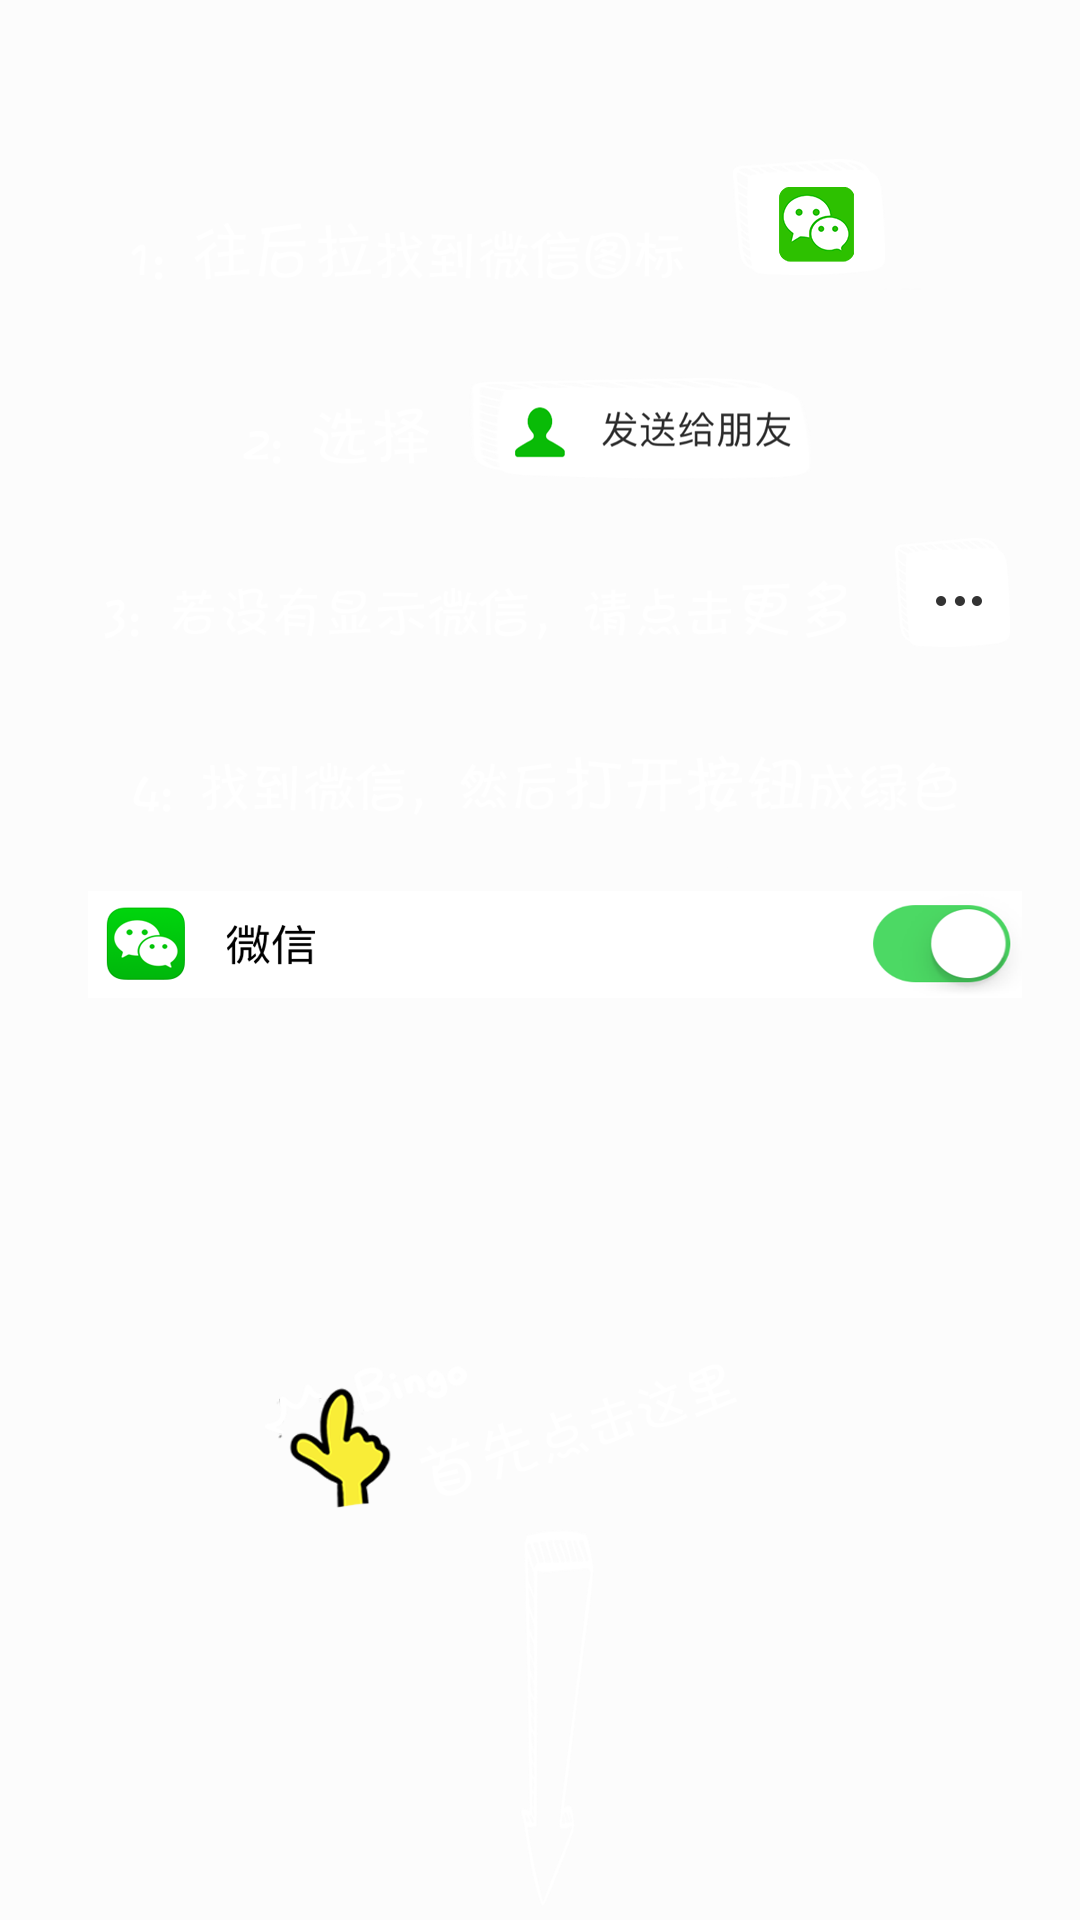 1: 往后拉找到微信图标
2: 选择 发送给朋友
3: 若没有显示微信，请点击更多
4: 找到微信，然后打开按钮成绿色
微信
Bingo
首先点击这里